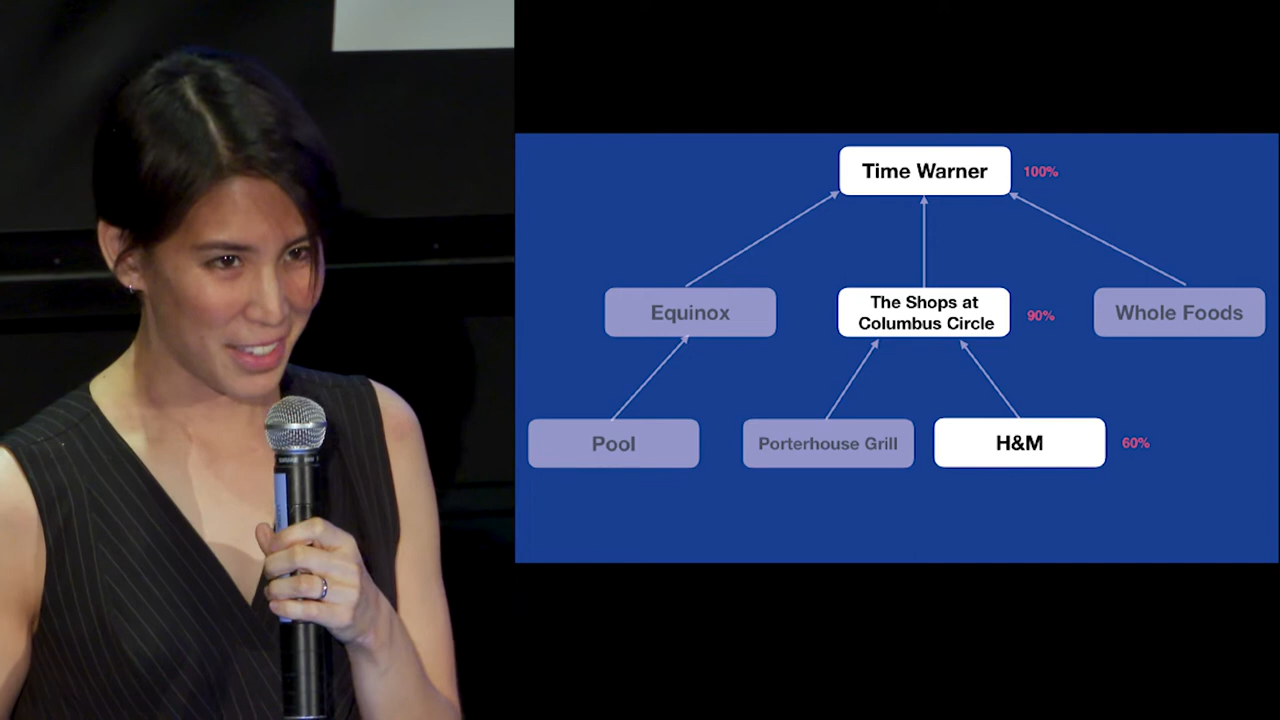 Time Warner
100%
Equinox
The Shops at
Columbus Circle
90%
Whole Foods
Pool
Porterhouse Grill
H&M
60%